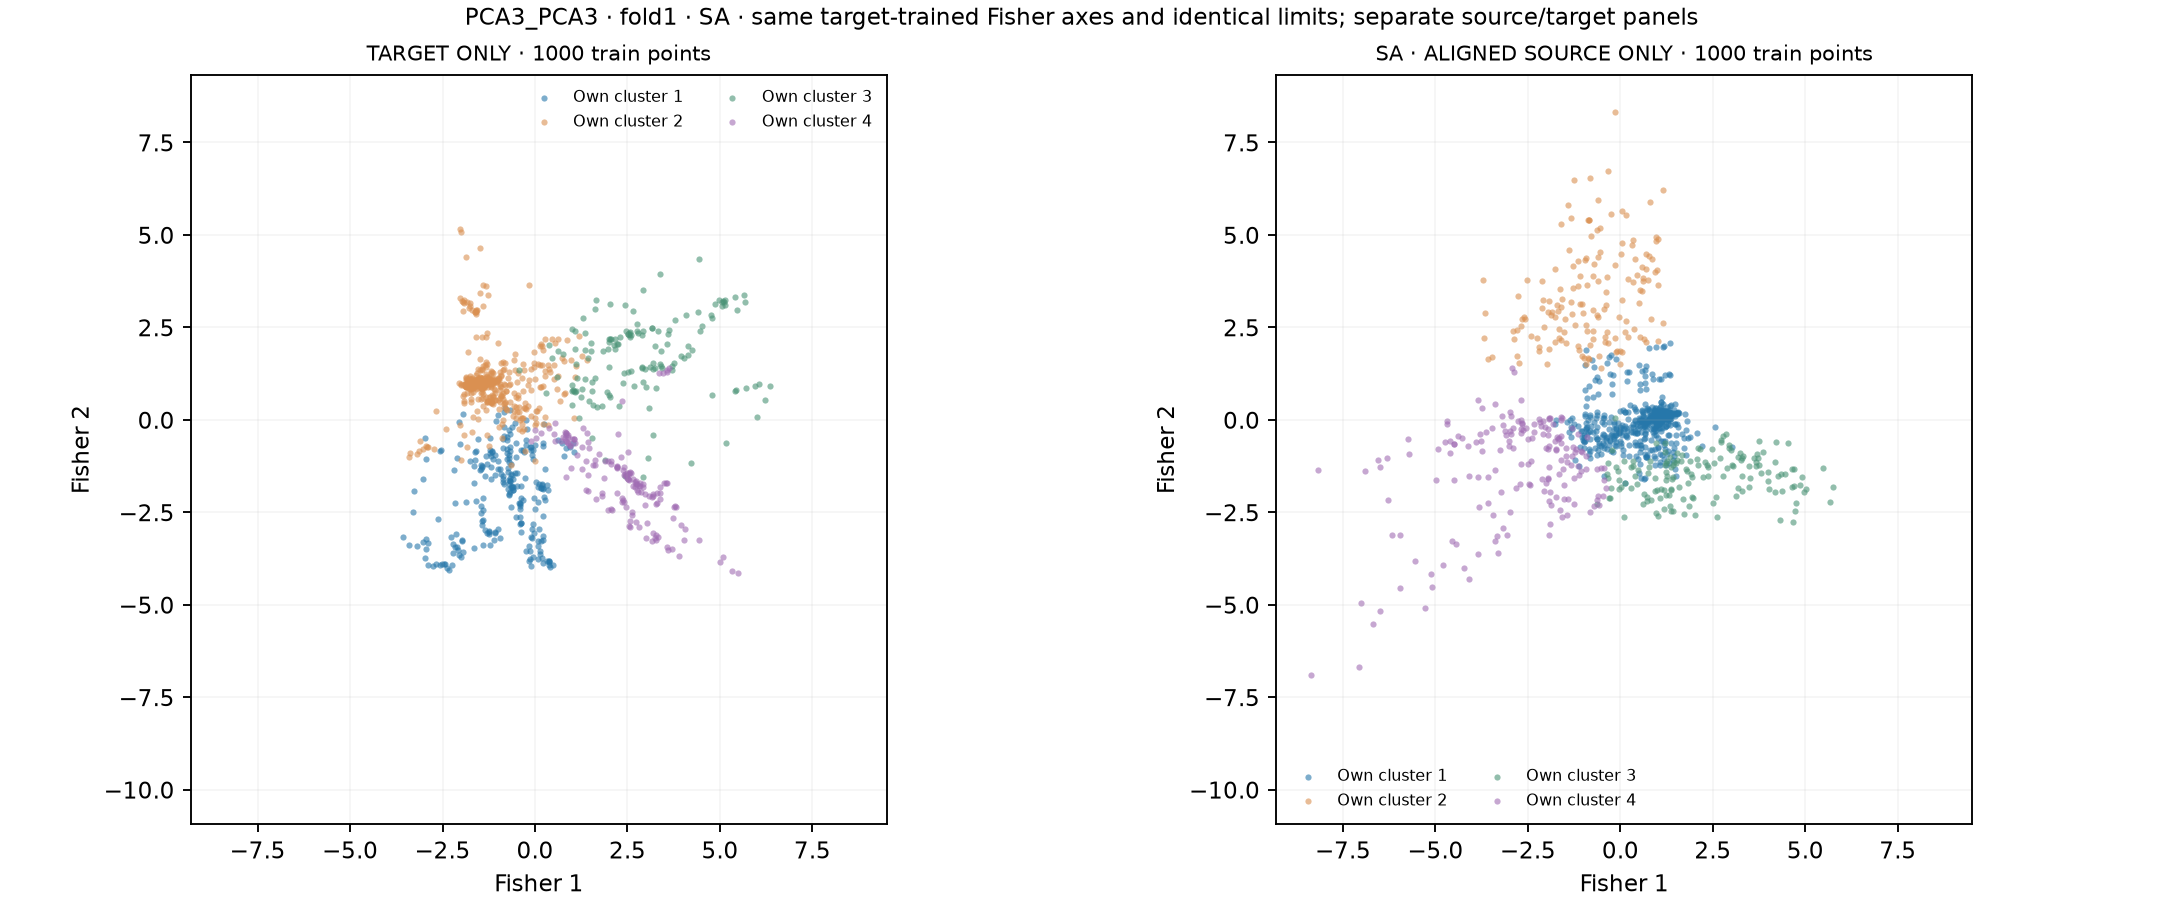 PCA3_PCA3 · fold1 · SA · same target-trained Fisher axes and identical limits; separate source/target panels
TARGET ONLY · 1000 train points
Own cluster 1
Own cluster 2
Own cluster 3
Own cluster 4
7.5
5.0
2.5
0.0
−2.5
−5.0
−7.5
−10.0
Fisher 2
−7.5 −5.0 −2.5 0.0 2.5 5.0 7.5
Fisher 1
SA · ALIGNED SOURCE ONLY · 1000 train points
7.5
5.0
2.5
0.0
−2.5
−5.0
−7.5
−10.0
Fisher 2
Own cluster 1
Own cluster 2
Own cluster 3
Own cluster 4
−7.5 −5.0 −2.5 0.0 2.5 5.0 7.5
Fisher 1